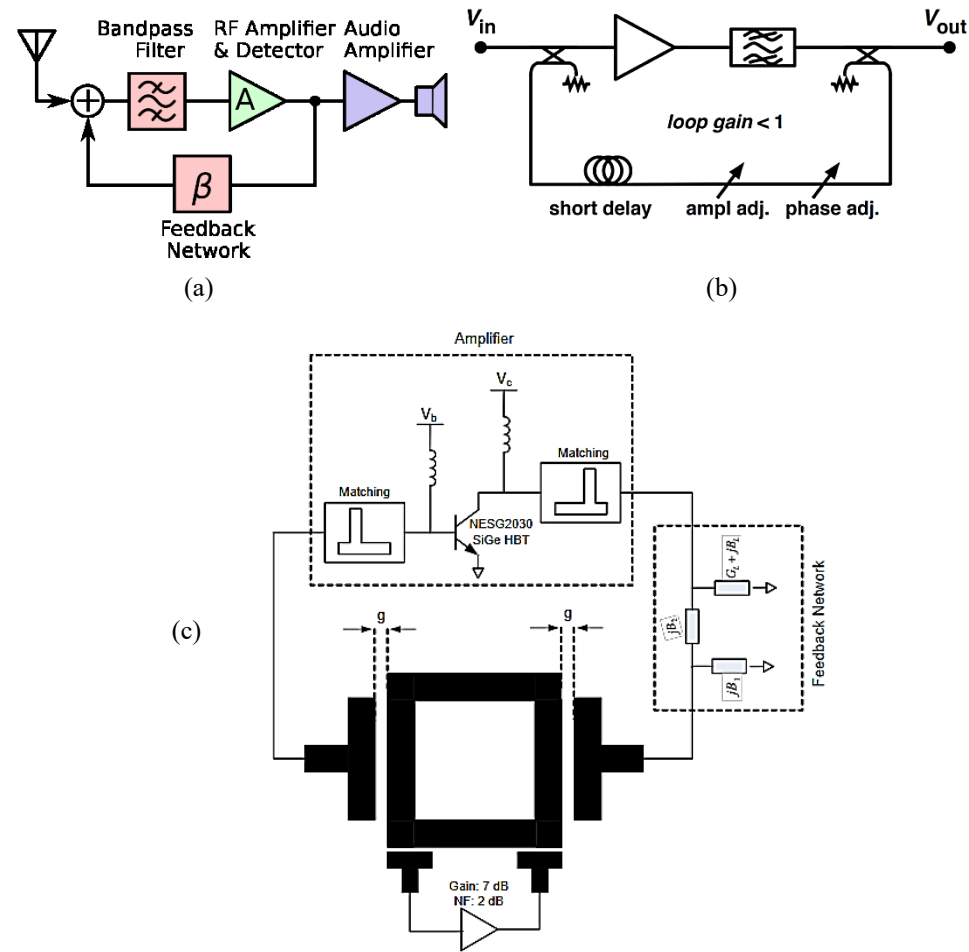 Bandpass Filter
RF Amplifier & Detector
Audio Amplifier
A
β
Feedback Network
(a)
V_in
V_out
loop gain < 1
short delay
ampl adj.
phase adj.
(b)
Amplifier
V_c
V_b
Matching
Matching
NESG2030
SiGe HBT
G_L + jB_L
jB_2
jB_1
Feedback Network
g
g
(c)
Gain: 7 dB
NF: 2 dB